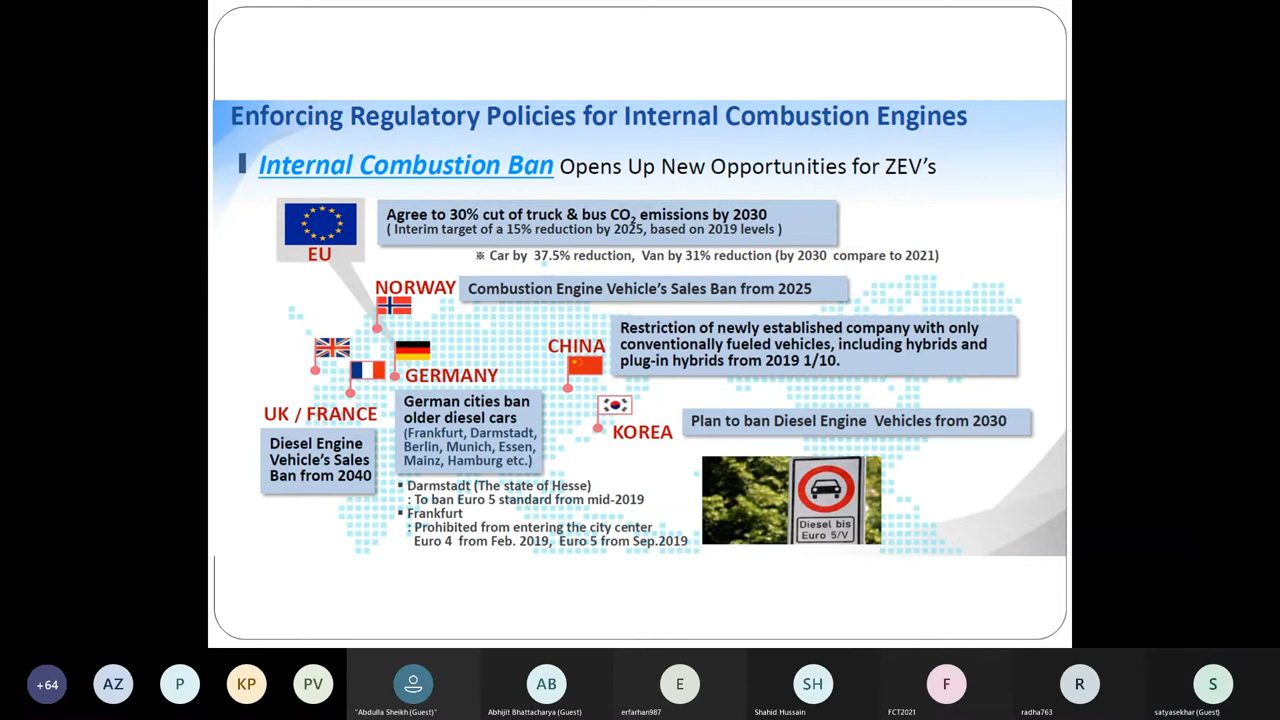 Enforcing Regulatory Policies for Internal Combustion Engines
Internal Combustion Ban Opens Up New Opportunities for ZEV's
EU
Agree to 30% cut of truck & bus CO2 emissions by 2030
( Interim target of a 15% reduction by 2025, based on 2019 levels )
※ Car by 37.5% reduction, Van by 31% reduction (by 2030 compare to 2021)
NORWAY
Combustion Engine Vehicle's Sales Ban from 2025
CHINA
Restriction of newly established company with only
conventionally fueled vehicles, including hybrids and
plug-in hybrids from 2019 1/10.
GERMANY
German cities ban
older diesel cars
(Frankfurt, Darmstadt,
Berlin, Munich, Essen,
Mainz, Hamburg etc.)
UK / FRANCE
Diesel Engine
Vehicle's Sales
Ban from 2040
KOREA
Plan to ban Diesel Engine Vehicles from 2030
▪ Darmstadt (The state of Hesse)
: To ban Euro 5 standard from mid-2019
▪ Frankfurt
: Prohibited from entering the city center
Euro 4 from Feb. 2019, Euro 5 from Sep.2019
Diesel bis
Euro 5/V
+64
AZ
P
KP
PV
"Abdulla Sheikh (Guest)"
AB
Abhijit Bhattacharya (Guest)
E
erfarhan987
SH
Shahid Hussain
F
FCT2021
R
radha763
S
satyasekhar (Guest)